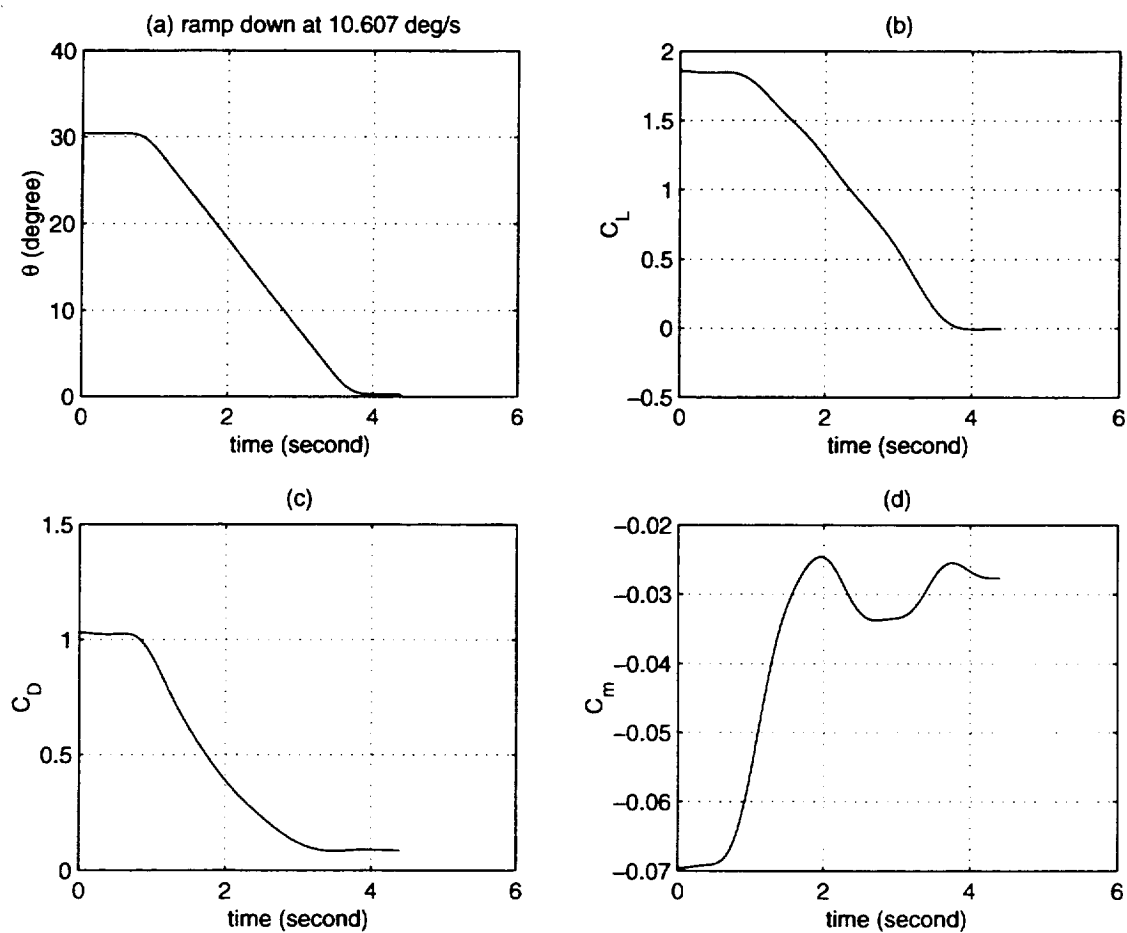 (a) ramp down at 10.607 deg/s
40
30
20
10
0
θ (degree)
0 2 4 6
time (second)
(b)
2
1.5
1
0.5
0
−0.5
C_L
0 2 4 6
time (second)
(c)
1.5
1
0.5
0
C_D
0 2 4 6
time (second)
(d)
−0.02
−0.03
−0.04
−0.05
−0.06
−0.07
C_m
0 2 4 6
time (second)